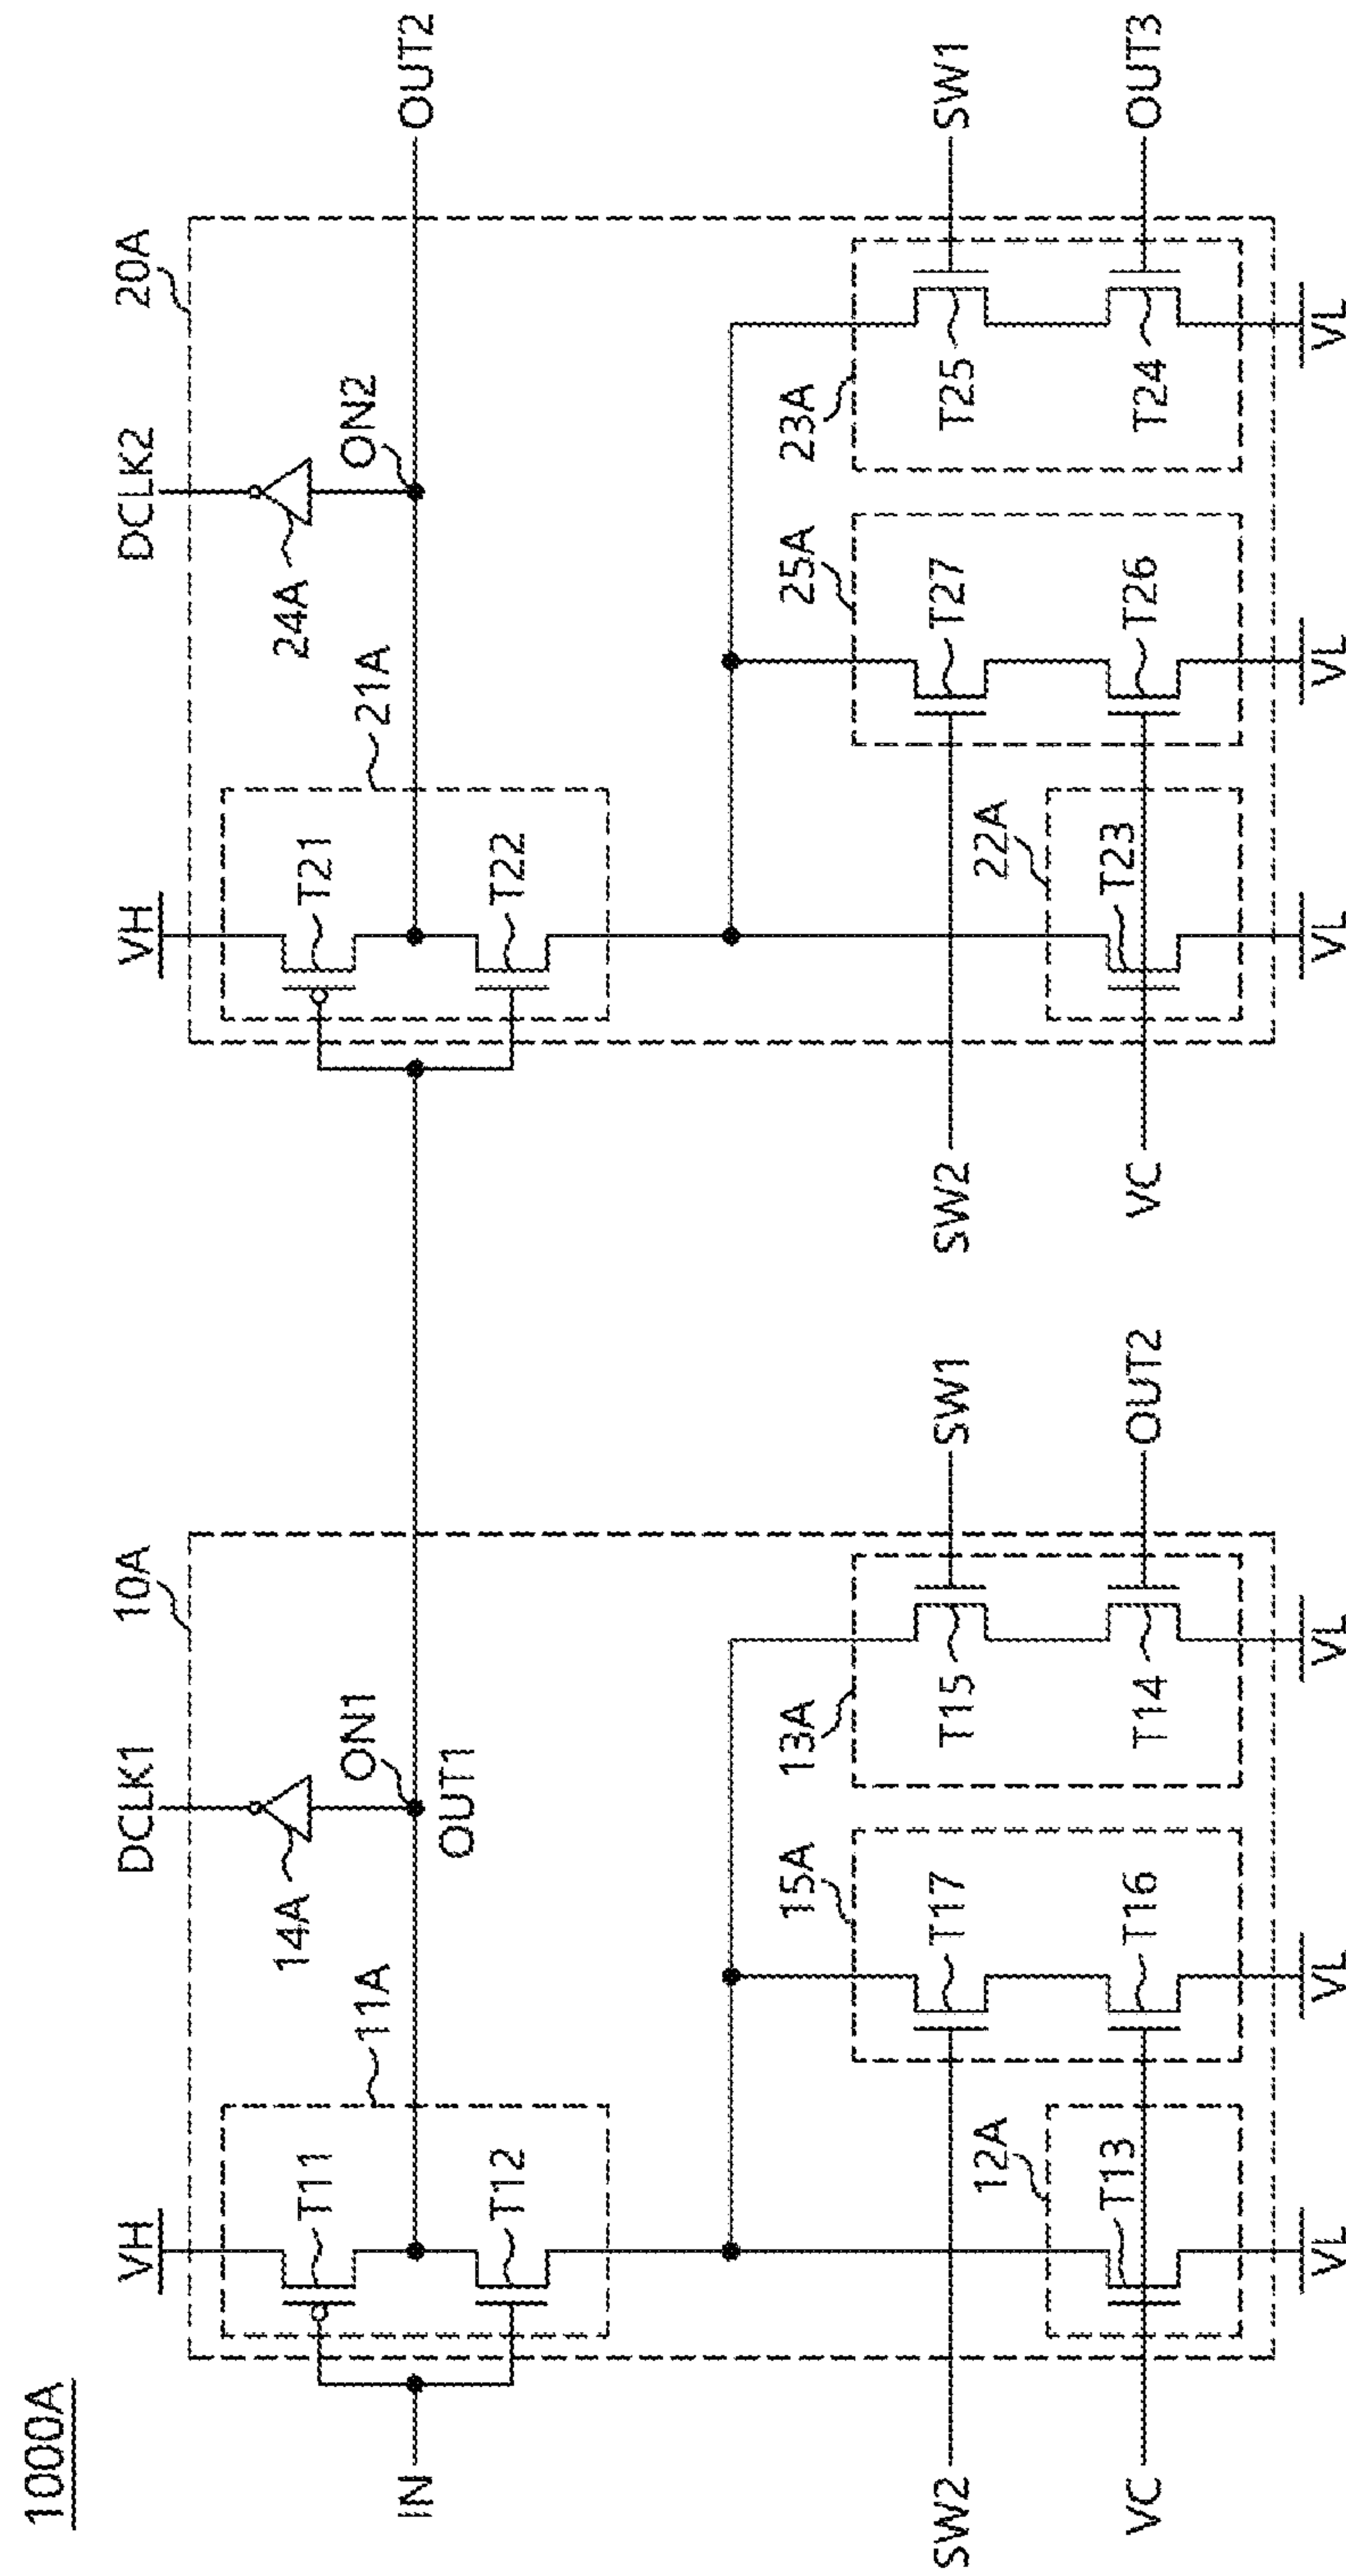 1000A
VH
DCLK1
10A
VH
DCLK2
20A
T11
14A
T21
24A
11A
ON1
21A
ON2
IN
OUT1
OUT2
T12
T22
15A
13A
25A
23A
SW2
T17
T15
SW1
SW2
T27
T25
SW1
12A
22A
VC
T13
T16
T14
OUT2
VC
T23
T26
T24
OUT3
VL
VL
VL
VL
VL
VL